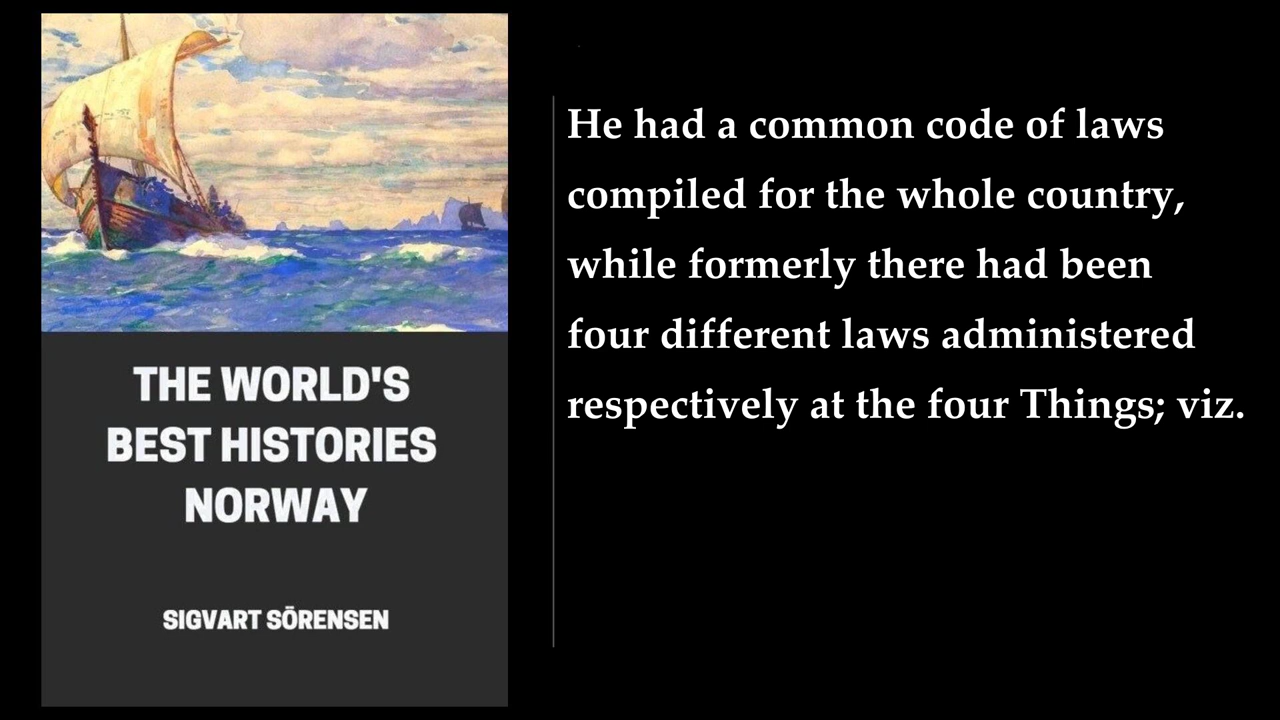 THE WORLD'S
BEST HISTORIES
NORWAY
SIGVART SÖRENSEN
He had a common code of laws
compiled for the whole country,
while formerly there had been
four different laws administered
respectively at the four Things; viz.